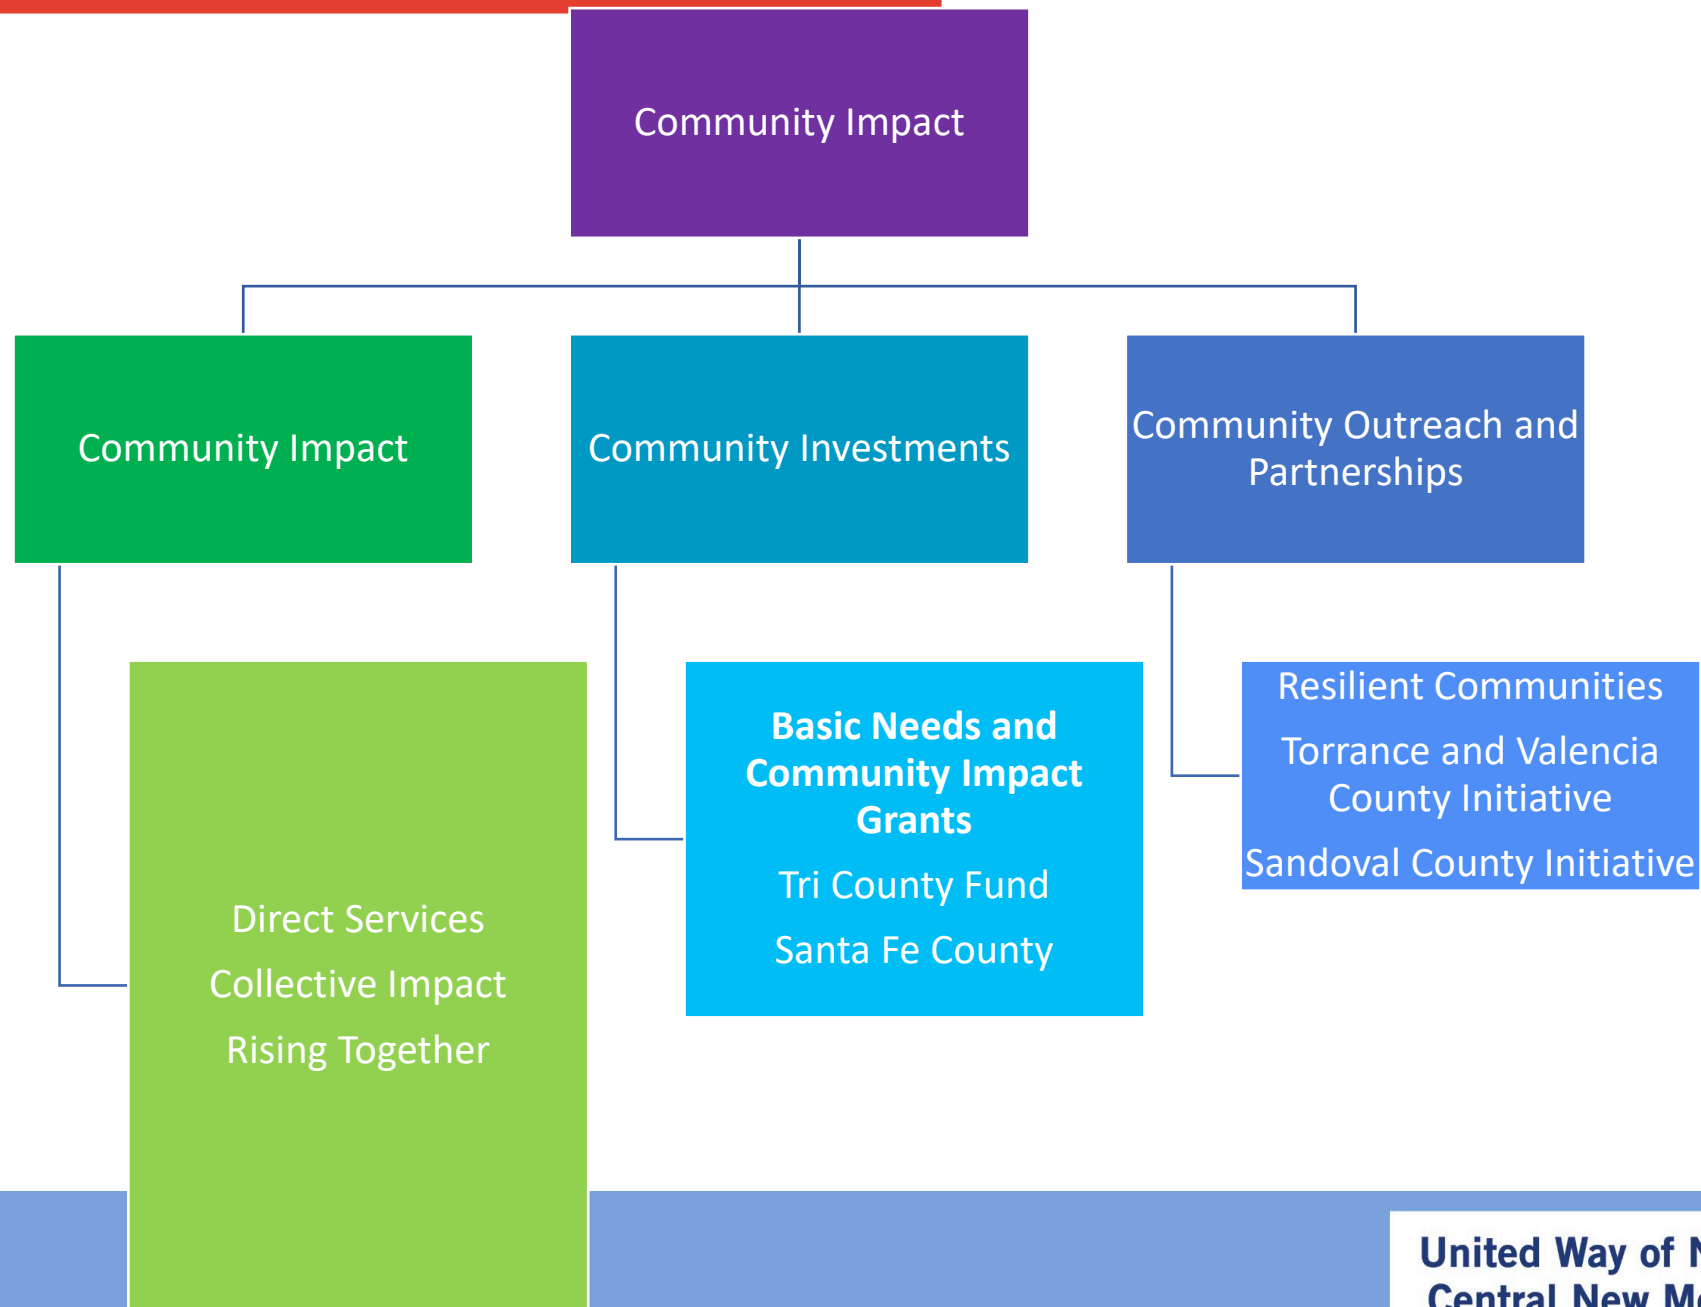 Community Impact
Community Impact
Community Investments
Community Outreach and
Partnerships
Direct Services
Collective Impact
Rising Together
Basic Needs and
Community Impact
Grants
Tri County Fund
Santa Fe County
Resilient Communities
Torrance and Valencia
County Initiative
Sandoval County Initiative
United Way of
Central New